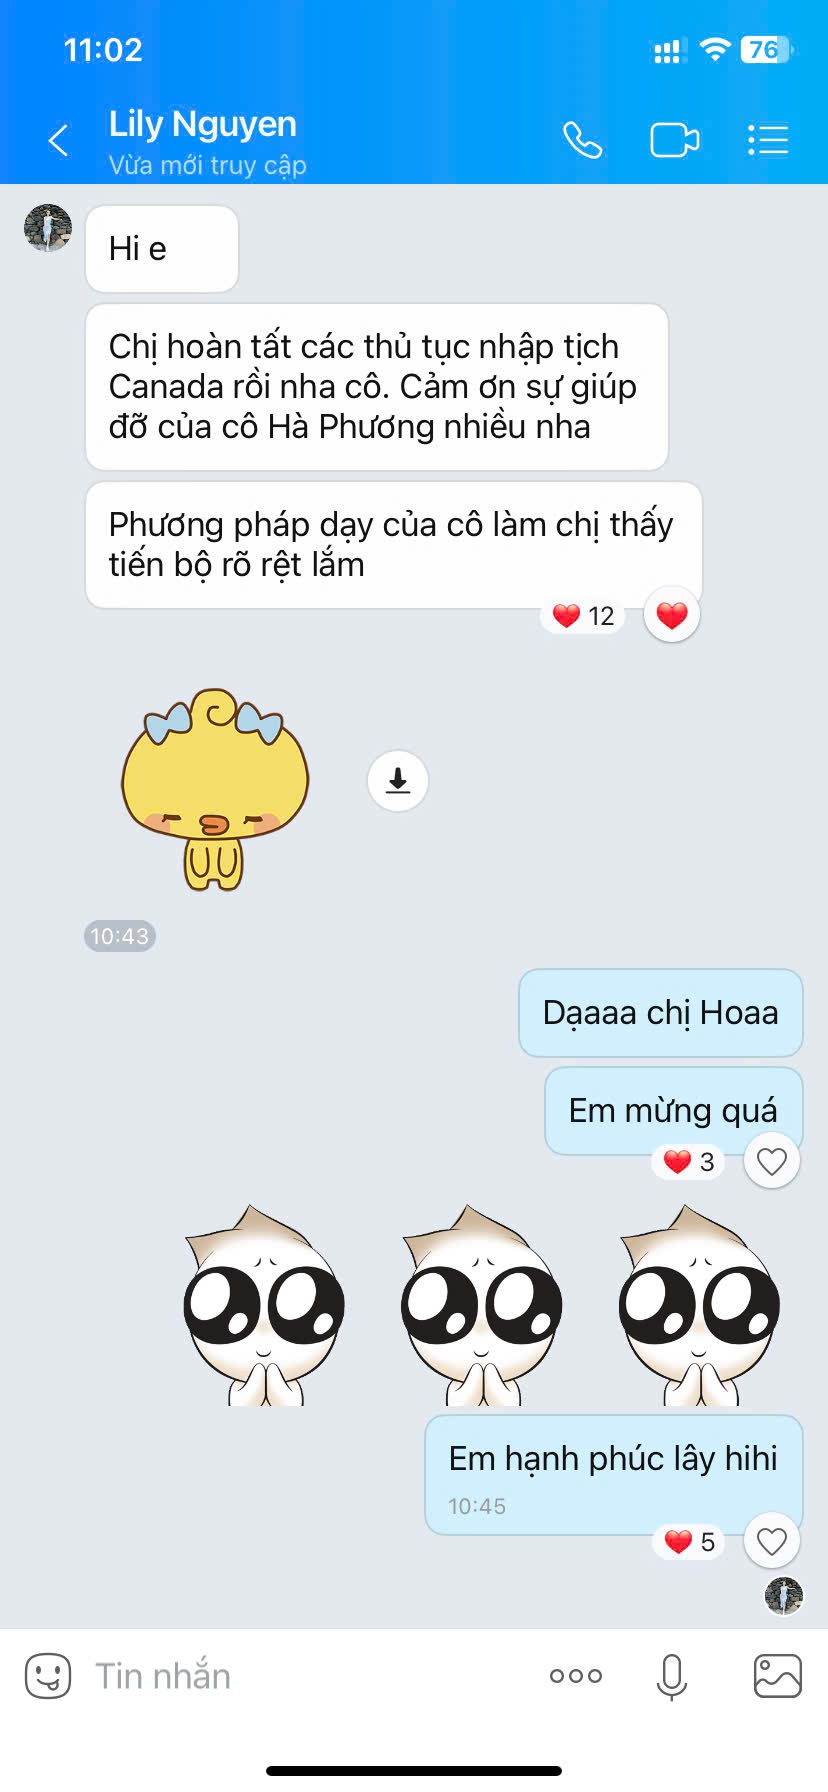 11:02
76
Lily Nguyen
Vừa mới truy cập
Hi e
Chị hoàn tất các thủ tục nhập tịch
Canada rồi nha cô. Cảm ơn sự giúp
đỡ của cô Hà Phương nhiều nha
Phương pháp dạy của cô làm chị thấy
tiến bộ rõ rệt lắm
12
10:43
Dạaaa chị Hoaa
Em mừng quá
3
Em hạnh phúc lây hihi
10:45
5
Tin nhắn